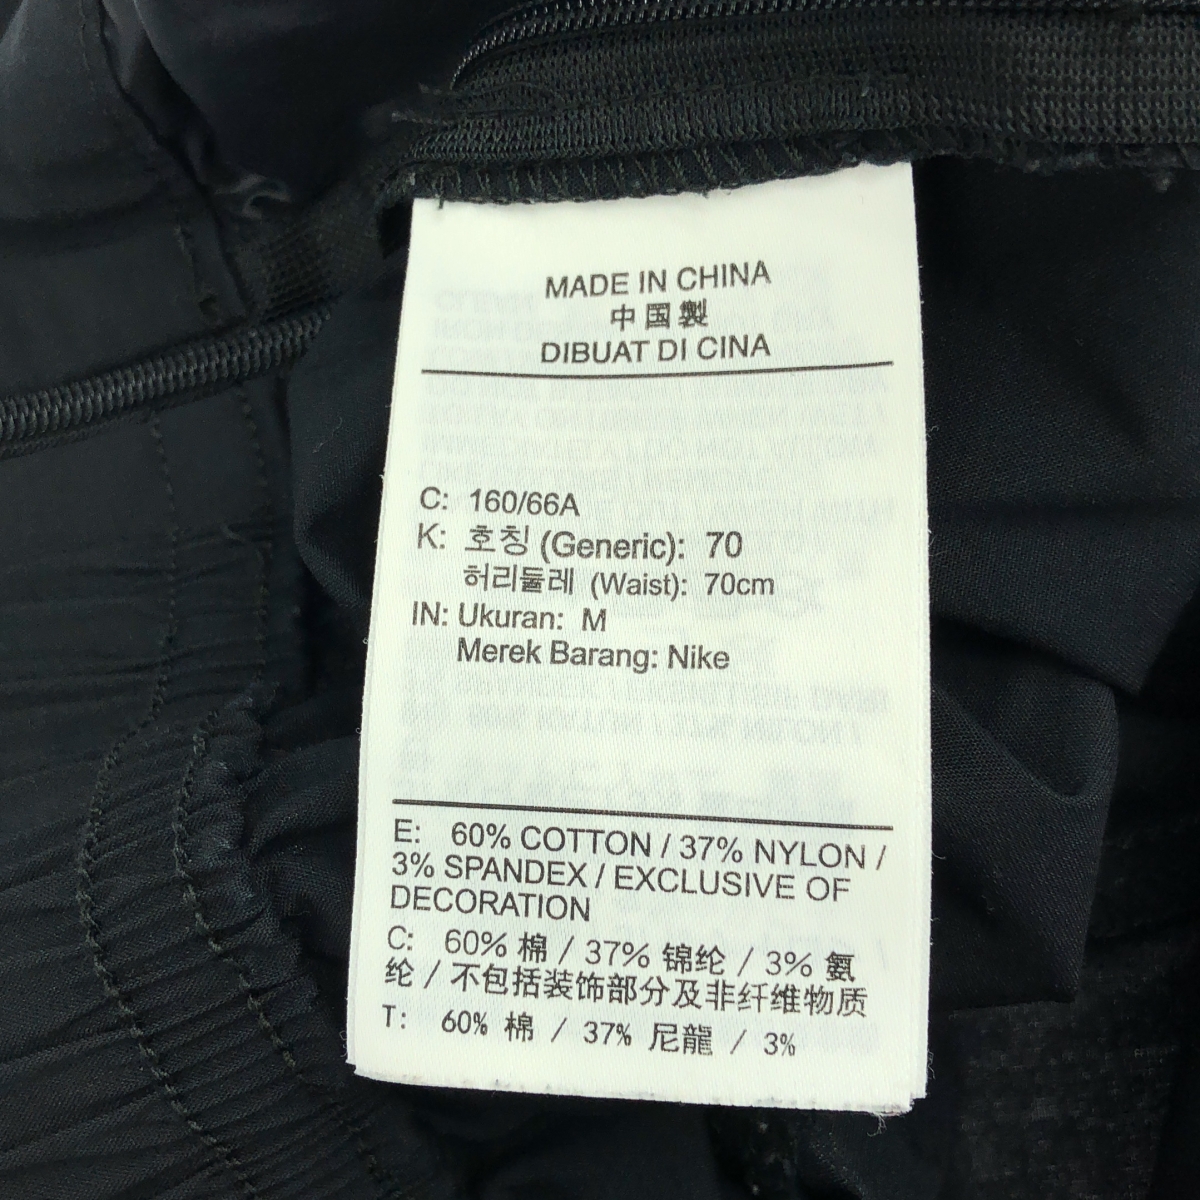 MADE IN CHINA
中国製
DIBUAT DI CINA
C: 160/66A
K: 호칭 (Generic): 70
허리둘레 (Waist): 70cm
IN: Ukuran: M
Merek Barang: Nike
E: 60% COTTON / 37% NYLON /
3% SPANDEX / EXCLUSIVE OF
DECORATION
C: 60% 棉 / 37% 锦纶 / 3% 氨
纶 / 不包括装饰部分及非纤维物质
T: 60% 棉 / 37% 尼龍 / 3%